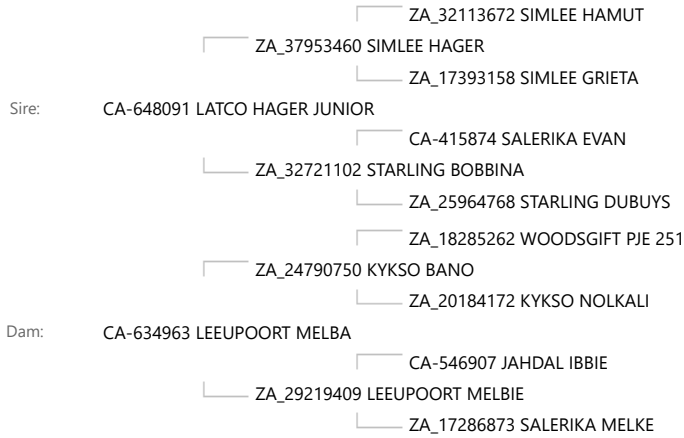 ZA_32113672 SIMLEE HAMUT
ZA_37953460 SIMLEE HAGER
ZA_17393158 SIMLEE GRIETA
Sire: CA-648091 LATCO HAGER JUNIOR
CA-415874 SALERIKA EVAN
ZA_32721102 STARLING BOBBINA
ZA_25964768 STARLING DUBUYS
ZA_18285262 WOODSGIFT PJE 251
ZA_24790750 KYKSO BANO
ZA_20184172 KYKSO NOLKALI
Dam: CA-634963 LEEUPOORT MELBA
CA-546907 JAHDAL IBBIE
ZA_29219409 LEEUPOORT MELBIE
ZA_17286873 SALERIKA MELKE